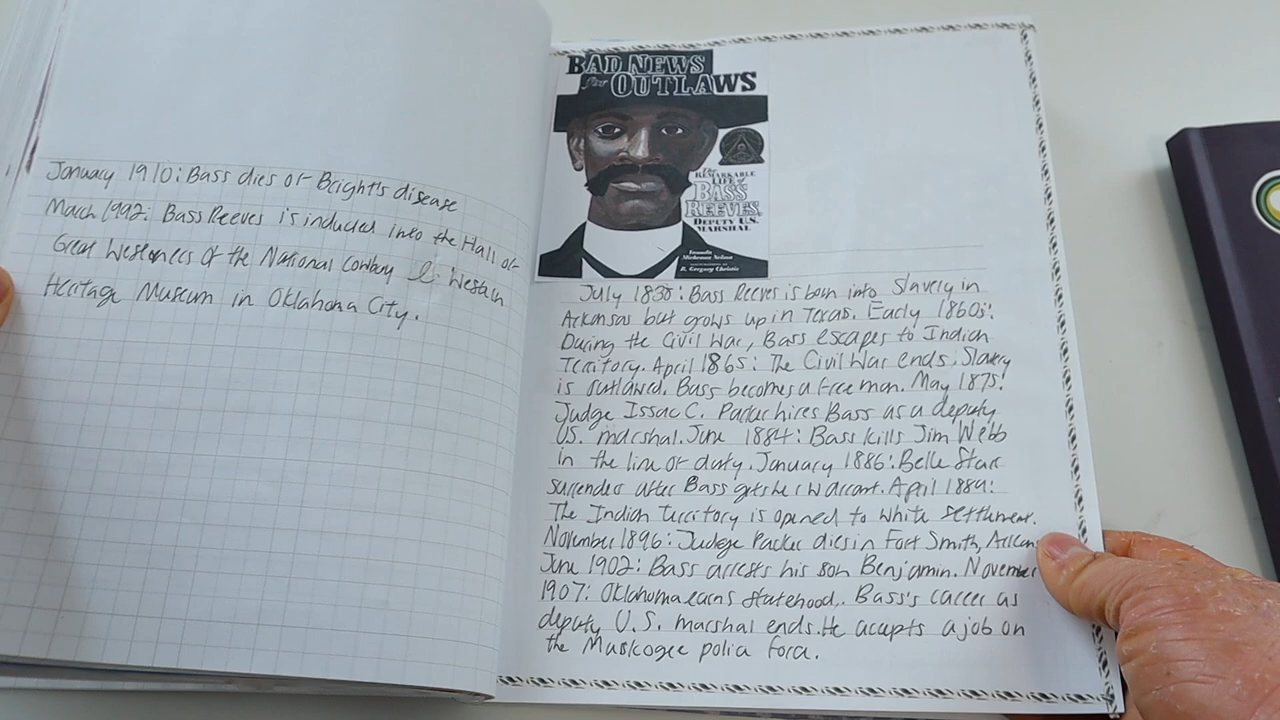 January 1910: Bass dies of Bright's disease
March 1992: Bass Reeves is inducted into the Hall of
Great Westerners of the National Cowboy & Western
Heritage Museum in Oklahoma City.
BAD NEWS
for OUTLAWS
The
REMARKABLE
LIFE of
BASS
REEVES,
DEPUTY U.S.
MARSHAL
Vaunda
Micheaux Nelson
R. Gregory Christie
July 1838: Bass Reeves is born into Slavery in
Arkansas but grows up in Texas. Early 1860s:
During the Civil War, Bass escapes to Indian
Territory. April 1865: The Civil War ends. Slavery
is outlawed. Bass becomes a free man. May 1875:
Judge Issac C. Parker hires Bass as a deputy
US. marshal. June 1884: Bass kills Jim Webb
in the line of duty. January 1886: Belle Starr
surrenders after Bass gets her warrant. April 1889:
The Indian Territory is opened to white settlement.
November 1896: Judge Parker dies in Fort Smith, Arkan
June 1902: Bass arrests his son Benjamin. November
1907: Oklahoma earns statehood. Bass's career as
deputy U.S. marshal ends. He accepts a job on
the Muskogee police force.